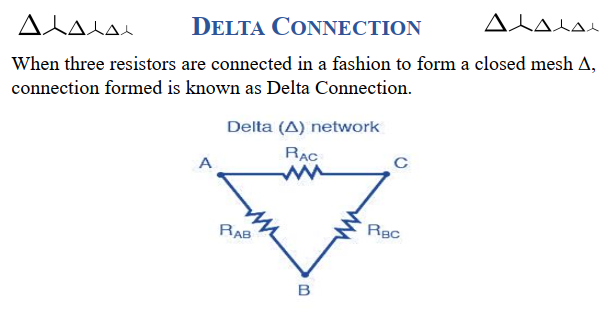 DELTA CONNECTION
When three resistors are connected in a fashion to form a closed mesh Δ,
connection formed is known as Delta Connection.
Delta (Δ) network
A
RAC
C
RAB
RBC
B